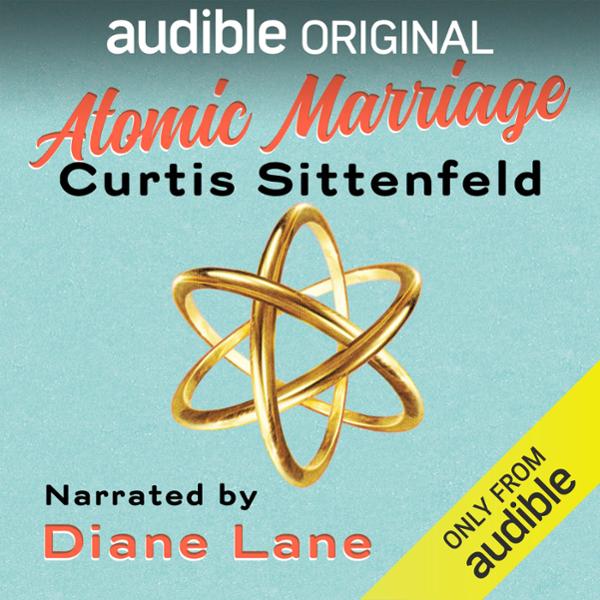 audible ORIGINAL
Atomic Marriage
Curtis Sittenfeld
Narrated by
Diane Lane
ONLY FROM
audible